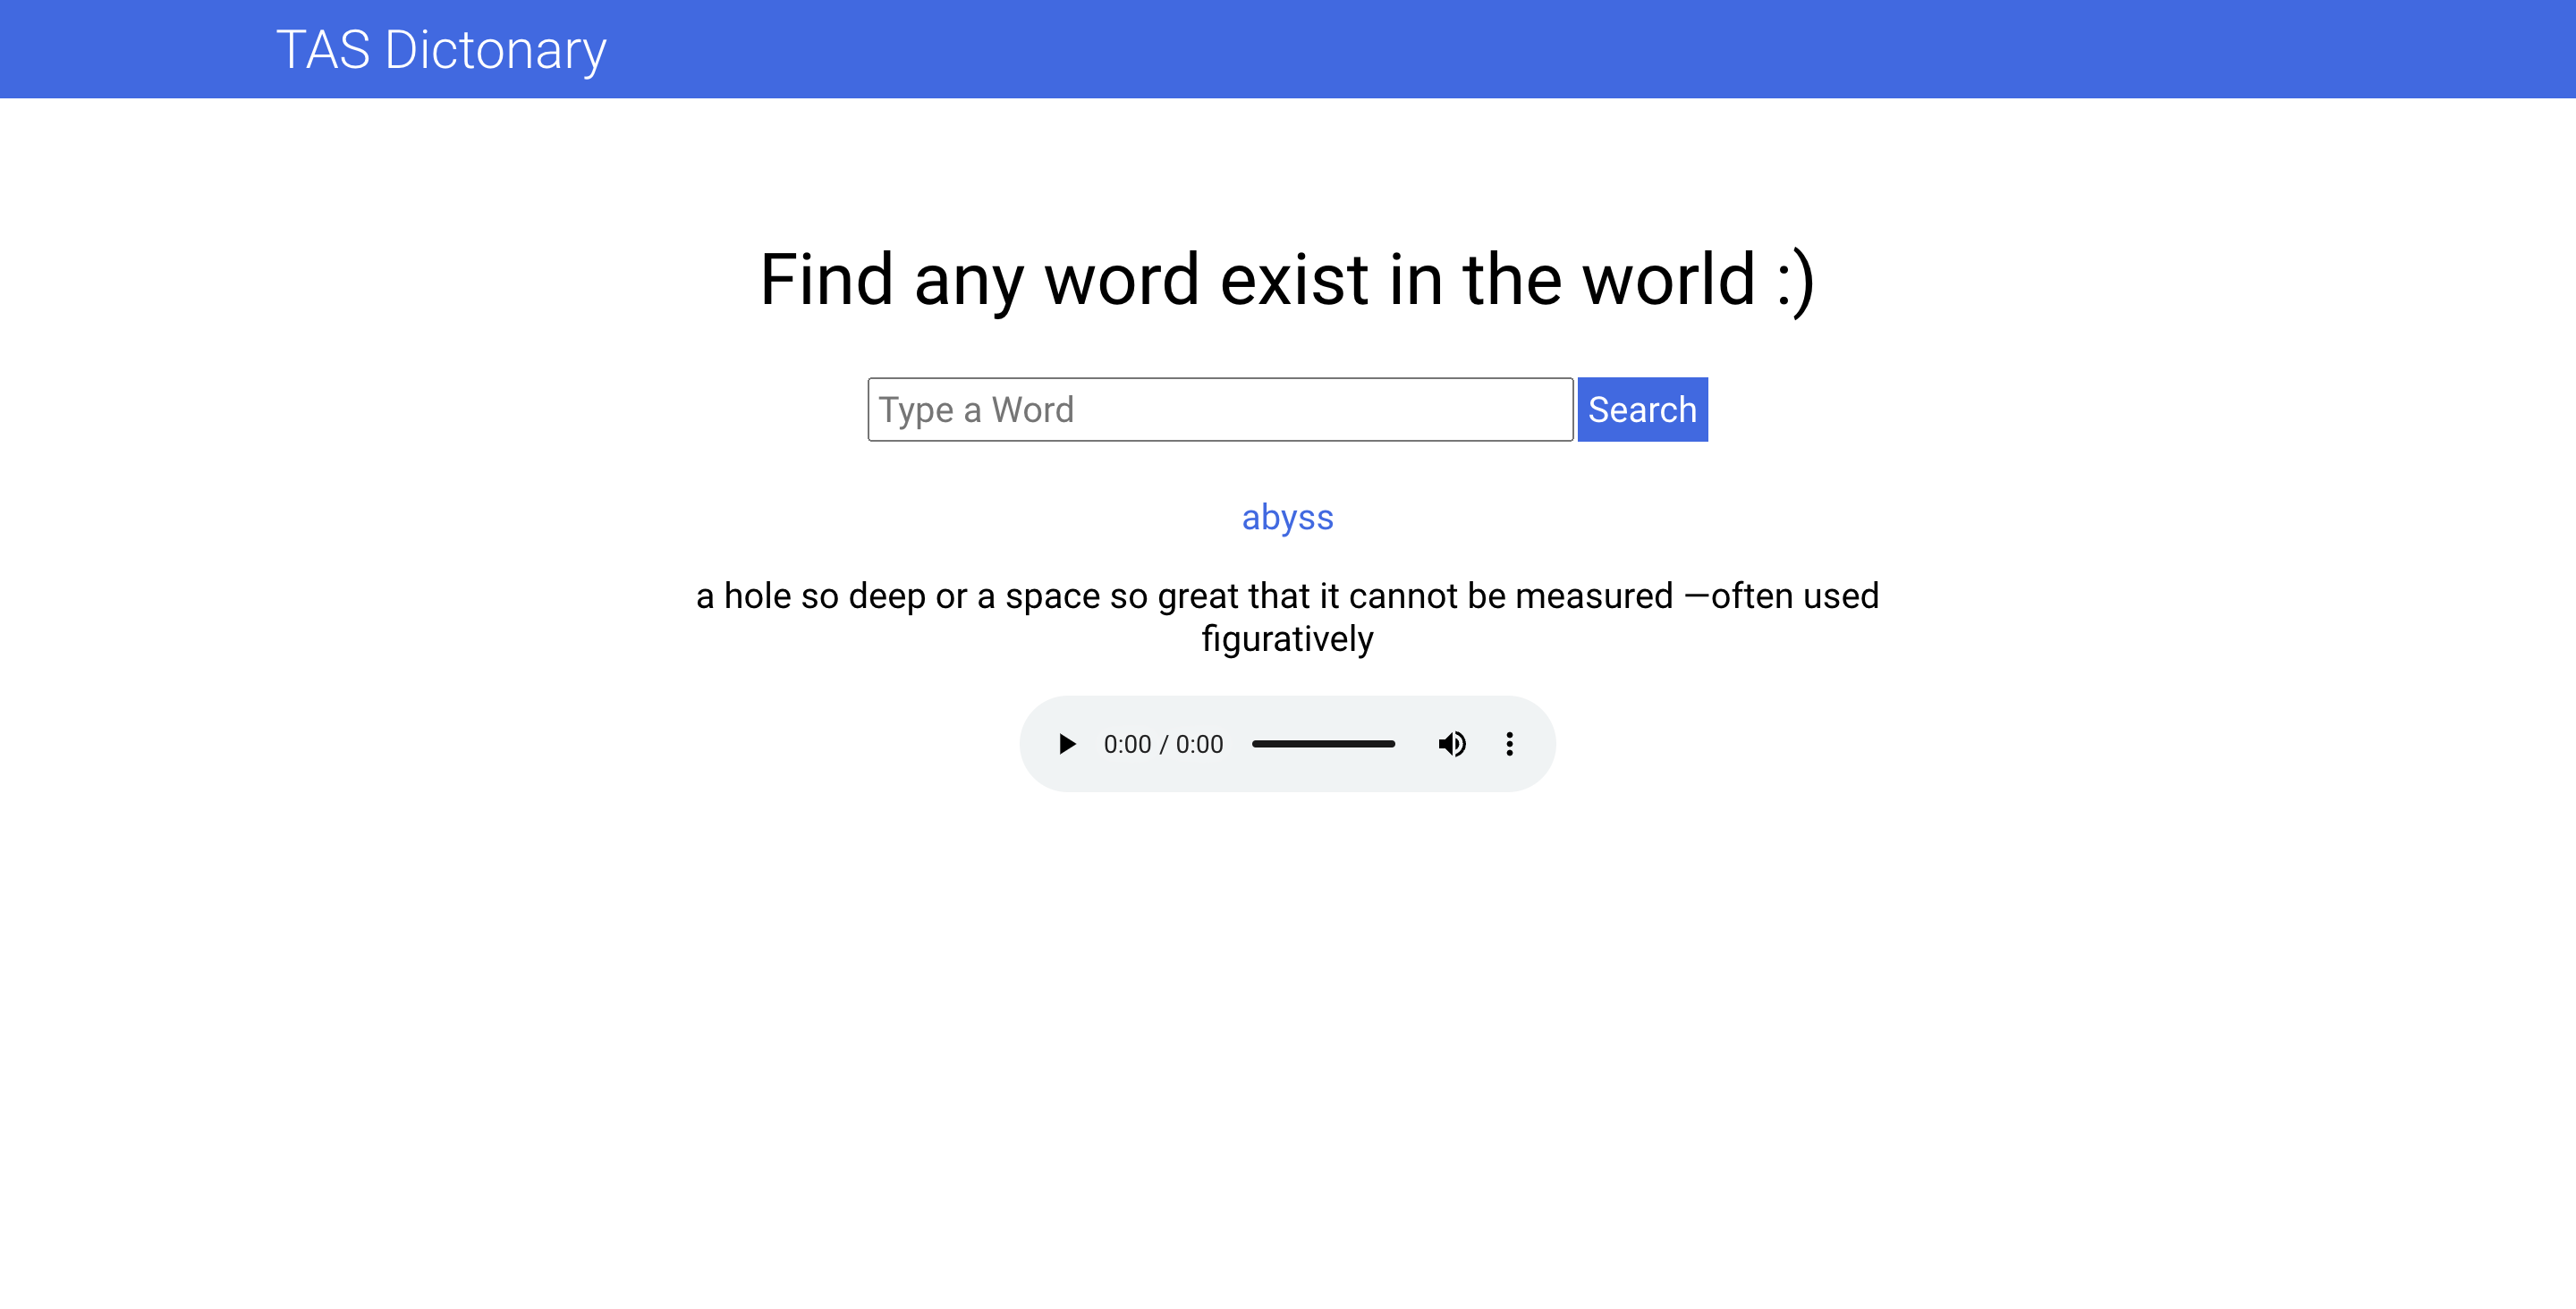 TAS Dictonary
Find any word exist in the world :)
Type a Word
Search
abyss
a hole so deep or a space so great that it cannot be measured —often used
figuratively
0:00 / 0:00